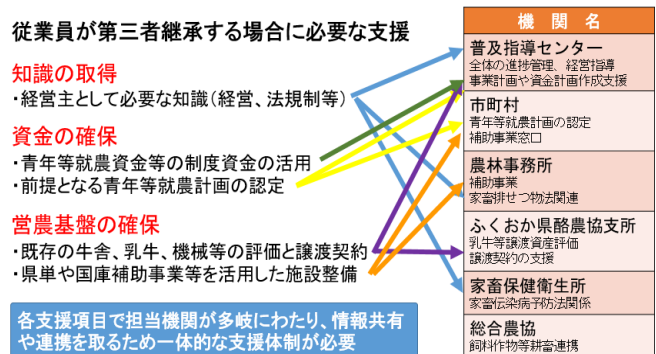 従業員が第三者継承する場合に必要な支援
知識の取得
・経営主として必要な知識（経営、法規制等）
資金の確保
・青年等就農資金等の制度資金の活用
・前提となる青年等就農計画の認定
営農基盤の確保
・既存の牛舎、乳牛、機械等の評価と譲渡契約
・県単や国庫補助事業等を活用した施設整備
各支援項目で担当機関が多岐にわたり、情報共有
や連携を取るため一体的な支援体制が必要
機関名
普及指導センター
全体の進捗管理、経営指導
事業計画や資金計画作成支援
市町村
青年等就農計画の認定
補助事業窓口
農林事務所
補助事業
家畜排せつ物法関連
ふくおか県酪農協支所
乳牛等譲渡資産評価
譲渡契約の支援
家畜保健衛生所
家畜伝染病予防法関係
総合農協
飼料作物等耕畜連携